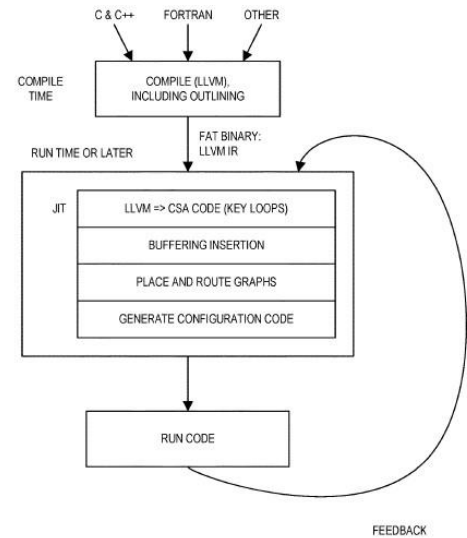 C & C++ FORTRAN OTHER
COMPILE
TIME
COMPILE (LLVM),
INCLUDING OUTLINING
FAT BINARY:
LLVM IR
RUN TIME OR LATER
JIT
LLVM => CSA CODE (KEY LOOPS)
BUFFERING INSERTION
PLACE AND ROUTE GRAPHS
GENERATE CONFIGURATION CODE
RUN CODE
FEEDBACK